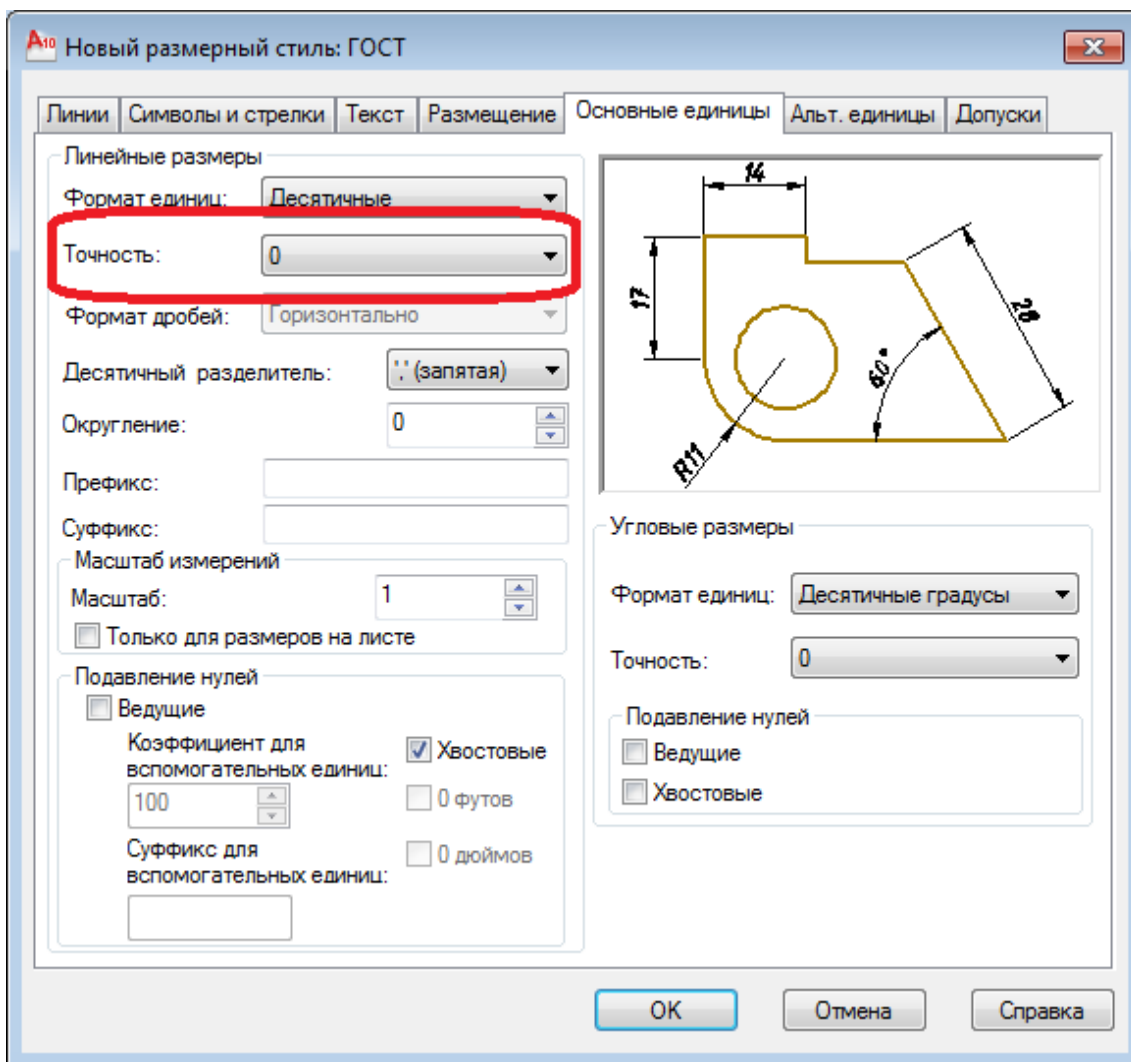 A10 Новый размерный стиль: ГОСТ
Линии Символы и стрелки Текст Размещение Основные единицы Альт. единицы Допуски
Линейные размеры
Формат единиц: Десятичные
Точность: 0
Формат дробей: Горизонтально
Десятичный разделитель: ',' (запятая)
Округление: 0
Префикс:
Суффикс:
Масштаб измерений
Масштаб: 1
Только для размеров на листе
Подавление нулей
Ведущие
Коэффициент для
вспомогательных единиц:
Хвостовые
100
0 футов
Суффикс для
вспомогательных единиц:
0 дюймов
14
17
28
60°
R11
Угловые размеры
Формат единиц: Десятичные градусы
Точность: 0
Подавление нулей
Ведущие
Хвостовые
OK Отмена Справка